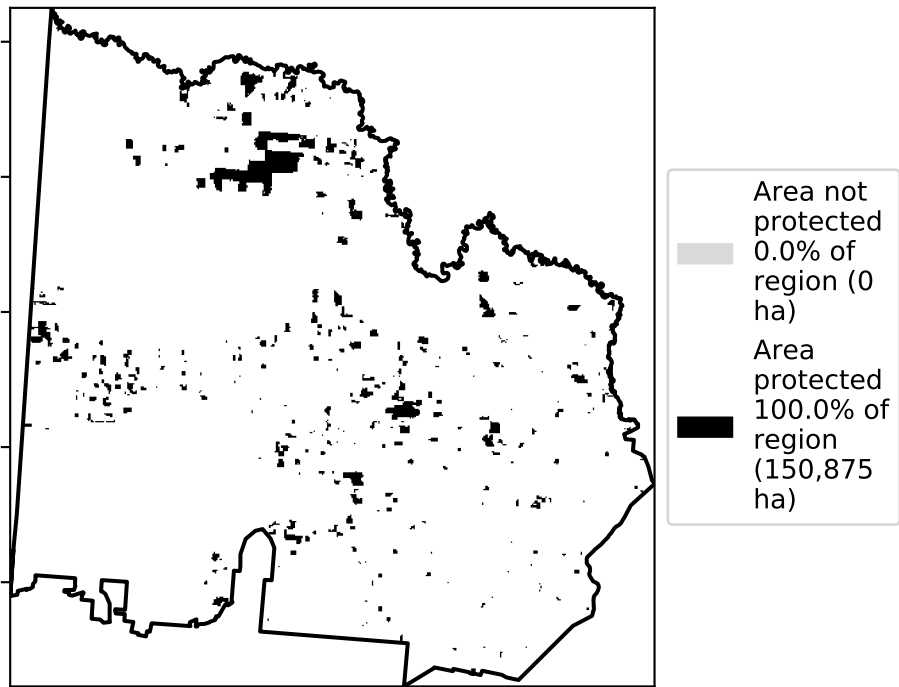 Area not
protected
0.0% of
region (0
ha)
Area
protected
100.0% of
region
(150,875
ha)